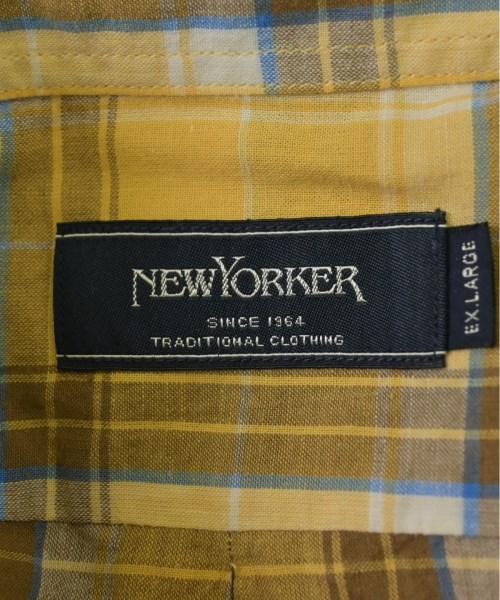 NEWYORKER
SINCE 1964
TRADITIONAL CLOTHING
EX.LARGE